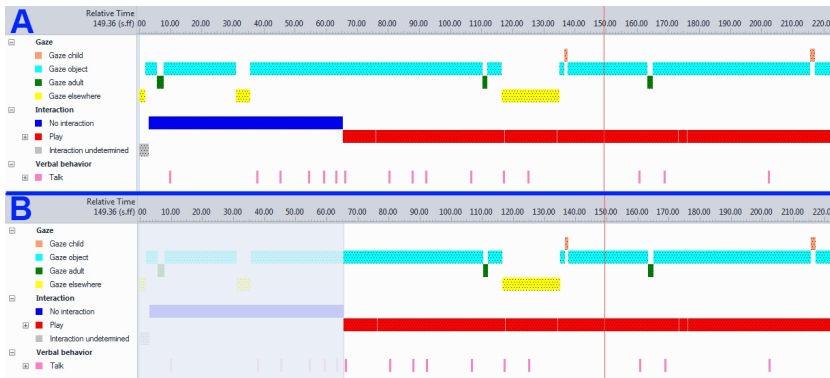 A
Relative Time
149.36 (s.ff) 00 10.00 20.00 30.00 40.00 50.00 60.00 70.00 80.00 90.00 100.00 110.00 120.00 130.00 140.00 150.00 160.00 170.00 180.00 190.00 200.00 210.00 220.0
Gaze
Gaze child
Gaze object
Gaze adult
Gaze elsewhere
Interaction
No interaction
Play
Interaction undetermined
Verbal behavior
Talk
B
Relative Time
149.36 (s.ff) 00 10.00 20.00 30.00 40.00 50.00 60.00 70.00 80.00 90.00 100.00 110.00 120.00 130.00 140.00 150.00 160.00 170.00 180.00 190.00 200.00 210.00 220.0
Gaze
Gaze child
Gaze object
Gaze adult
Gaze elsewhere
Interaction
No interaction
Play
Interaction undetermined
Verbal behavior
Talk